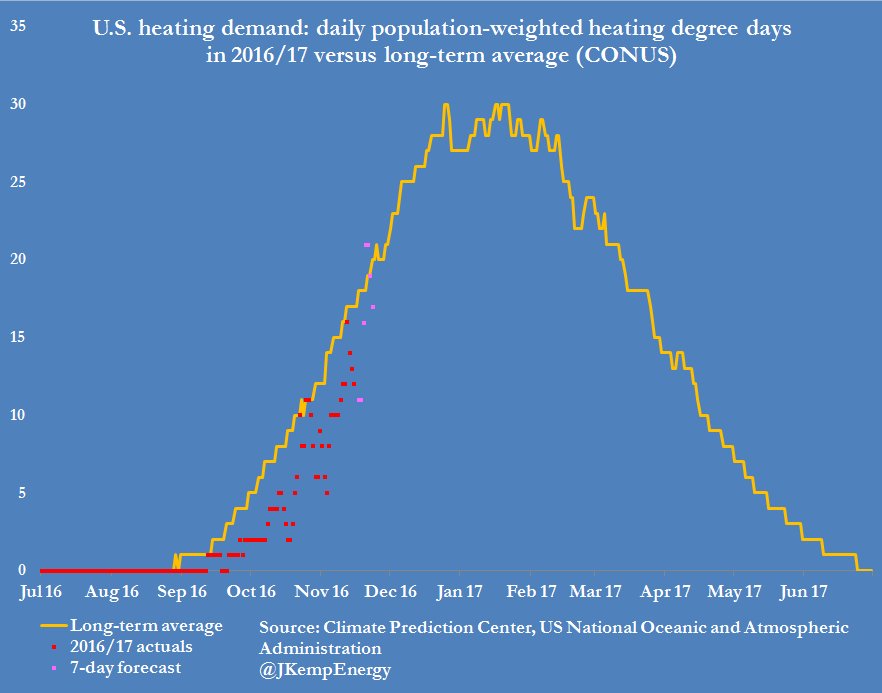 U.S. heating demand: daily population-weighted heating degree days
in 2016/17 versus long-term average (CONUS)
35
30
25
20
15
10
5
0
Jul 16 Aug 16 Sep 16 Oct 16 Nov 16 Dec 16 Jan 17 Feb 17 Mar 17 Apr 17 May 17 Jun 17
Long-term average
2016/17 actuals
7-day forecast
Source: Climate Prediction Center, US National Oceanic and Atmospheric
Administration
@JKempEnergy